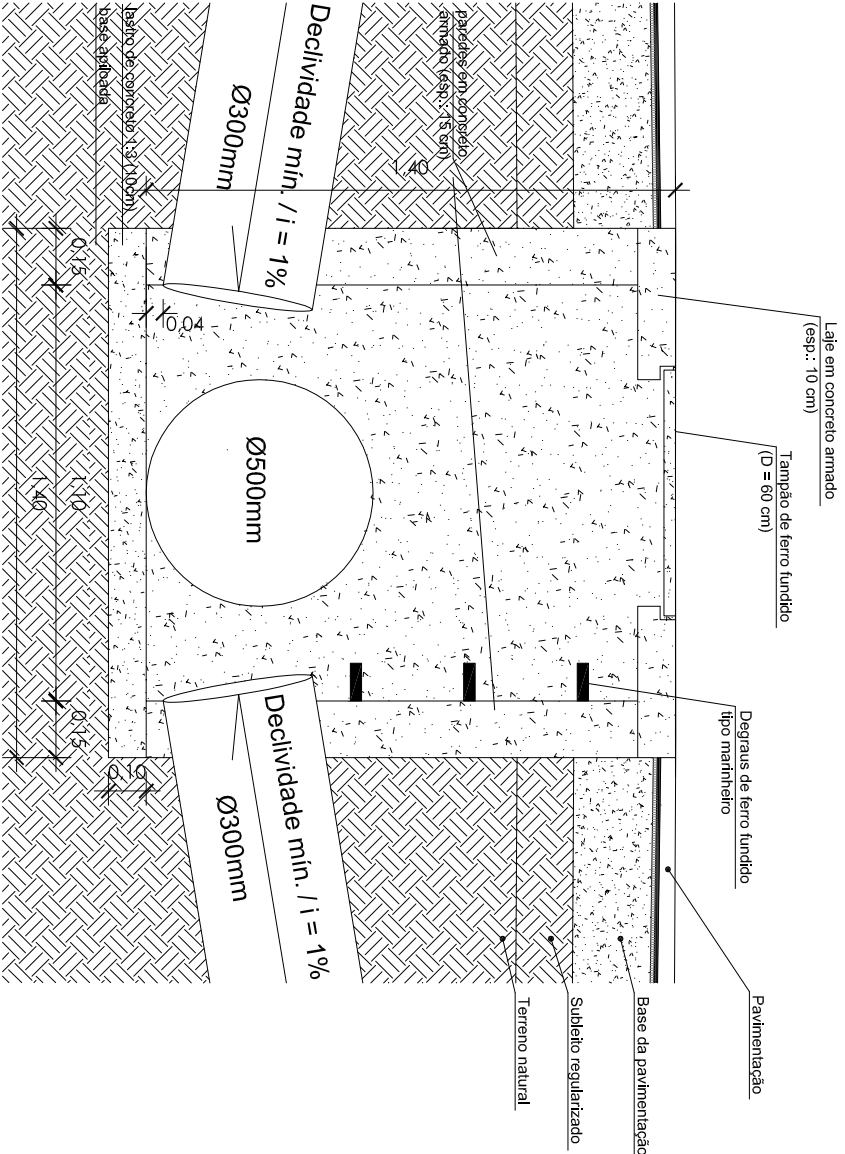 Laje em concreto armado
(esp.: 10 cm)
Tampão de ferro fundido
(D = 60 cm)
Degraus de ferro fundido
tipo marinheiro
Pavimentação
Base da pavimentação
Subleito regularizado
Terreno natural
paredes em concreto
armado (esp.: 15 cm)
1,40
Declividade mín. / i = 1%
Ø300mm
0,04
Ø500mm
Declividade mín. / i = 1%
Ø300mm
lastro de concreto 1:3 (10cm)
base apiloada
0,15
1,10
0,15
1,40
0,10